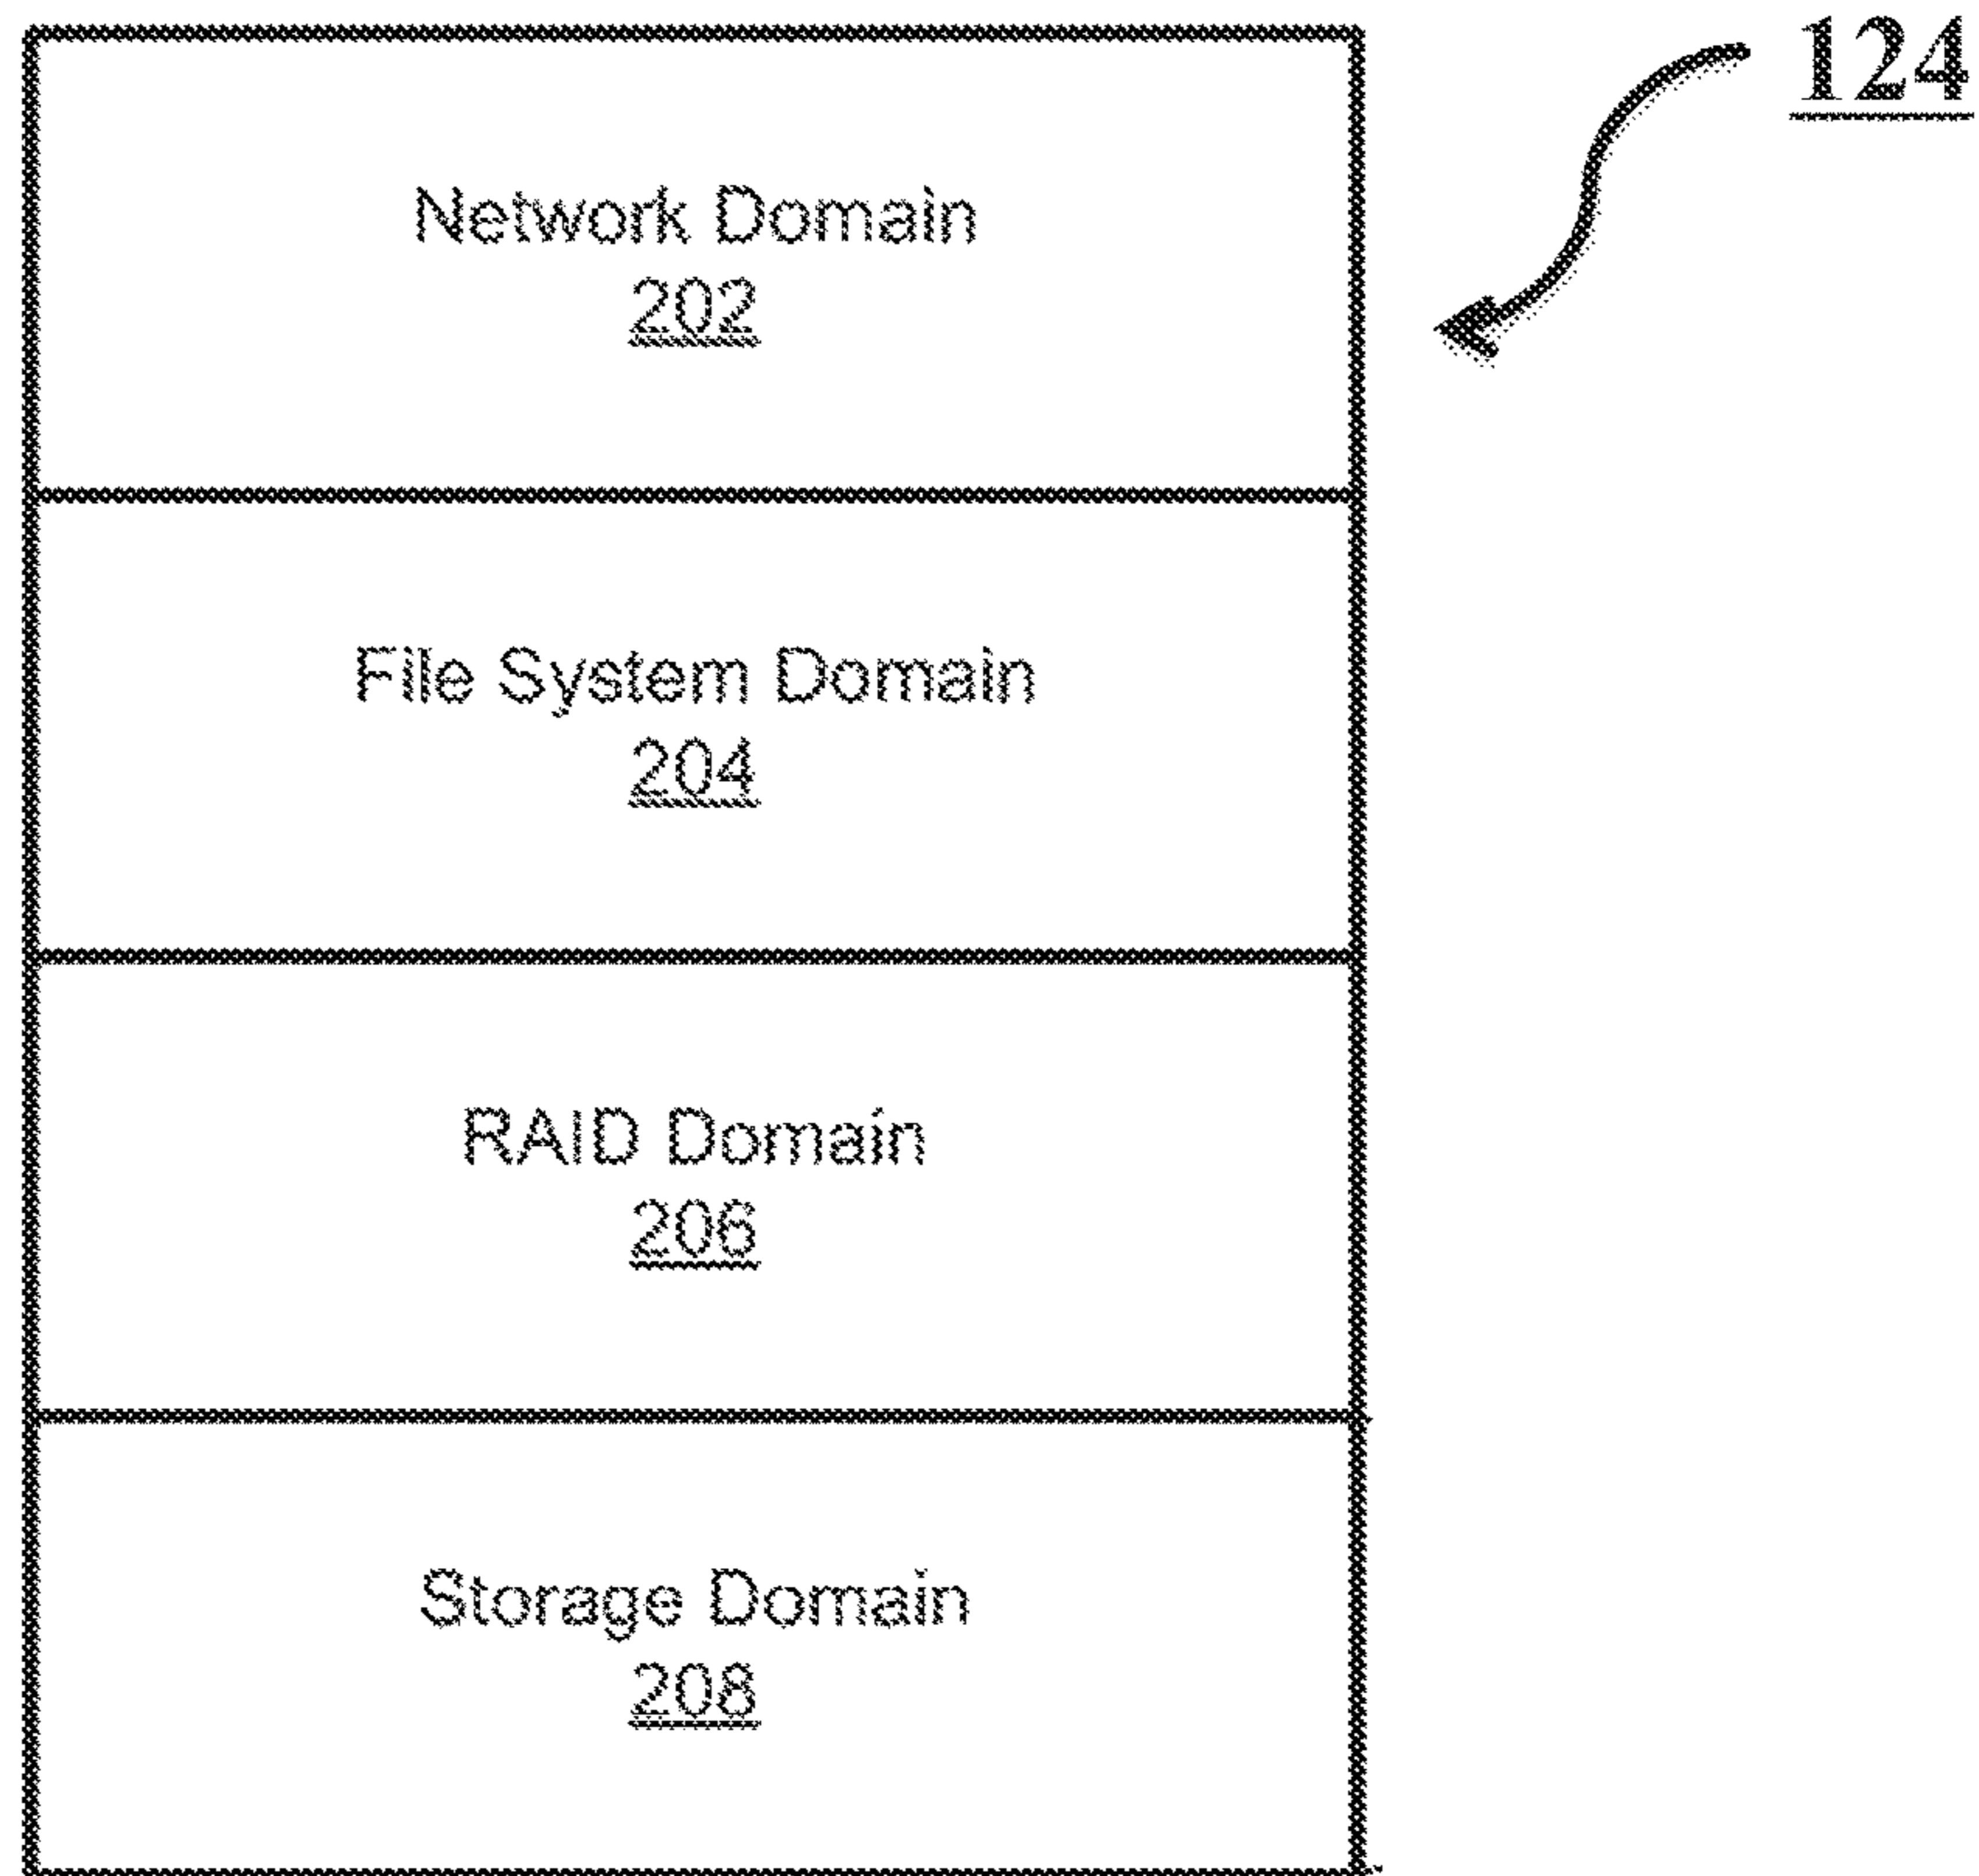 124
Network Domain
202
File System Domain
204
RAID Domain
206
Storage Domain
208